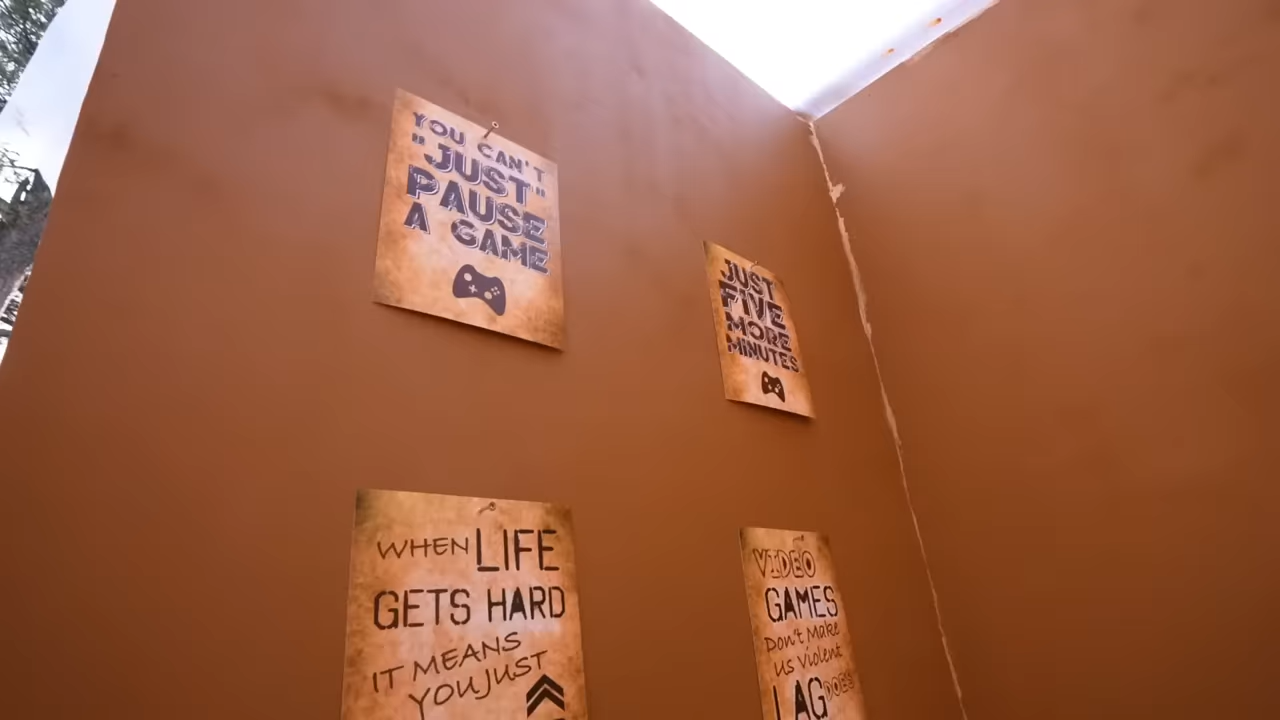 YOU CAN'T
"JUST"
PAUSE
A GAME
JUST
FIVE
MORE
MINUTES
WHEN LIFE
GETS HARD
IT MEANS
YOU JUST
VIDEO
GAMES
Don't Make
us Violent
LAG DOES